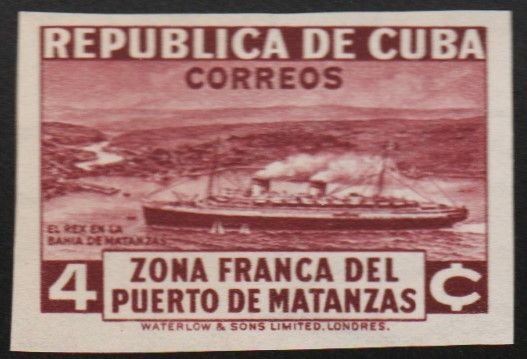 REPUBLICA DE CUBA
CORREOS
EL REX EN LA
BAHIA DE MATANZAS
4 ZONA FRANCA DEL ¢
PUERTO DE MATANZAS
WATERLOW & SONS LIMITED, LONDRES.